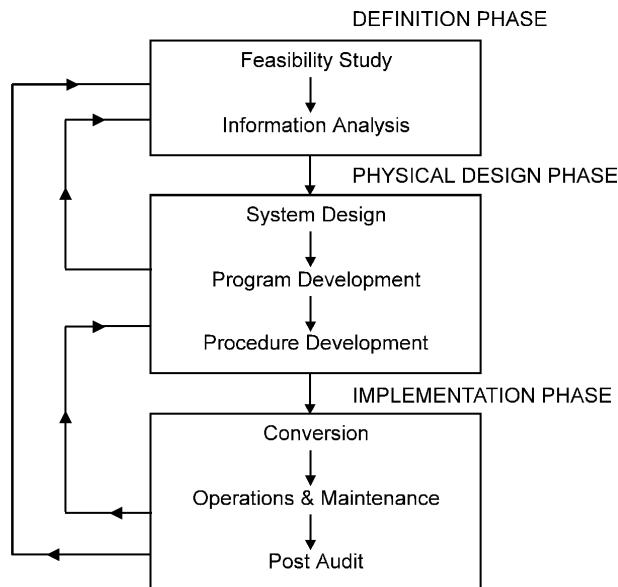 DEFINITION PHASE
Feasibility Study
Information Analysis
PHYSICAL DESIGN PHASE
System Design
Program Development
Procedure Development
IMPLEMENTATION PHASE
Conversion
Operations & Maintenance
Post Audit